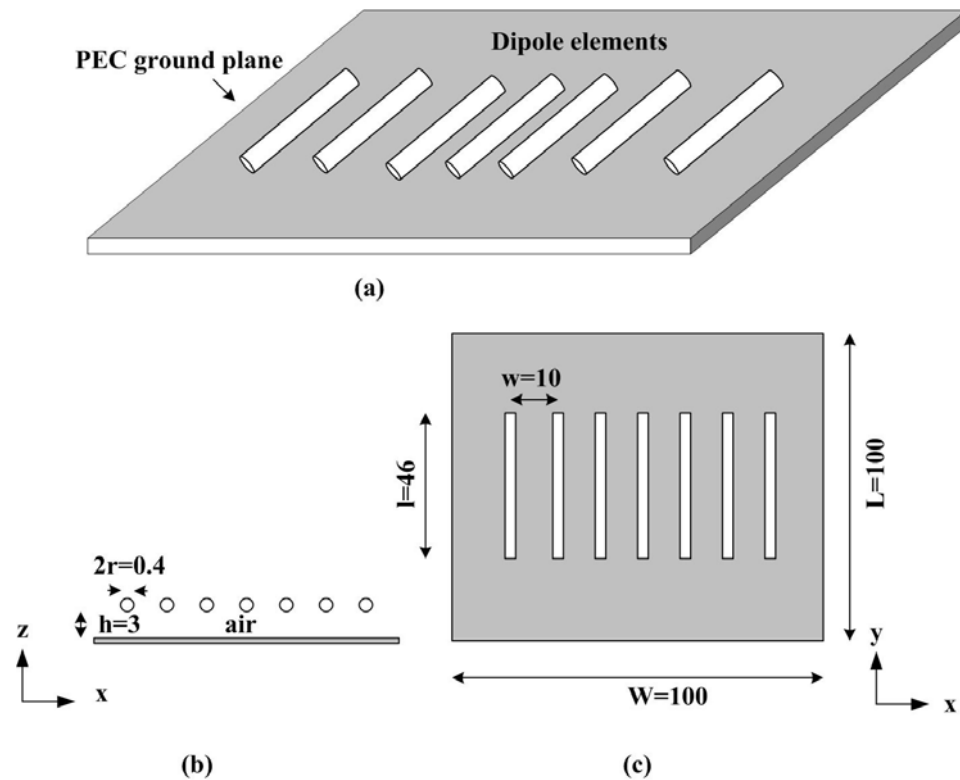 Dipole elements
PEC ground plane
(a)
w=10
l=46
L=100
2r=0.4
h=3
air
z
x
W=100
y
x
(b)
(c)